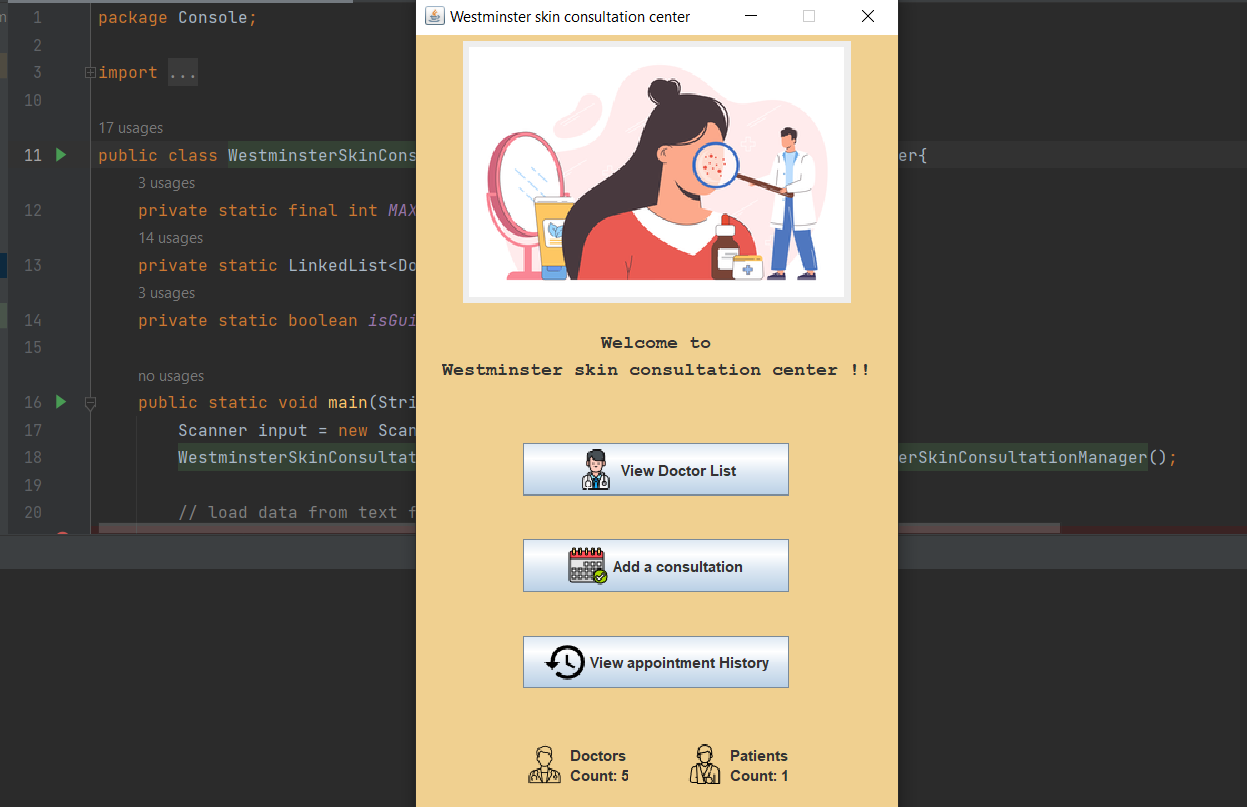 Westminster skin consultation center
1 package Console;
2
3 import ...
10
17 usages
11 public class WestminsterSkinCons er{
3 usages
12 private static final int MAX
14 usages
13 private static LinkedList<Do
3 usages
14 private static boolean isGui
15
no usages
16 public static void main(Stri
17 Scanner input = new Scan
18 WestminsterSkinConsultat erSkinConsultationManager();
19
20 // load data from text f
Welcome to
Westminster skin consultation center !!
View Doctor List
Add a consultation
View appointment History
Doctors
Count: 5
Patients
Count: 1